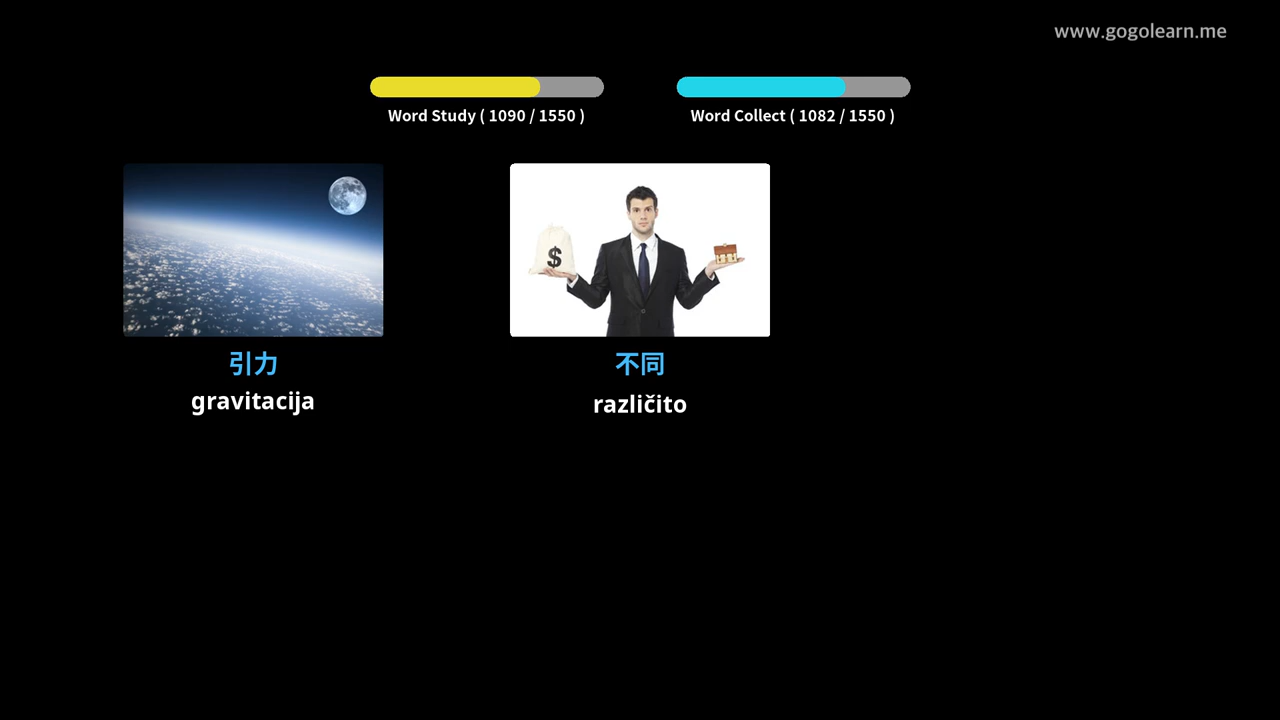 www.gogolearn.me
Word Study ( 1090 / 1550 )
Word Collect ( 1082 / 1550 )
$
引力
gravitacija
不同
različito